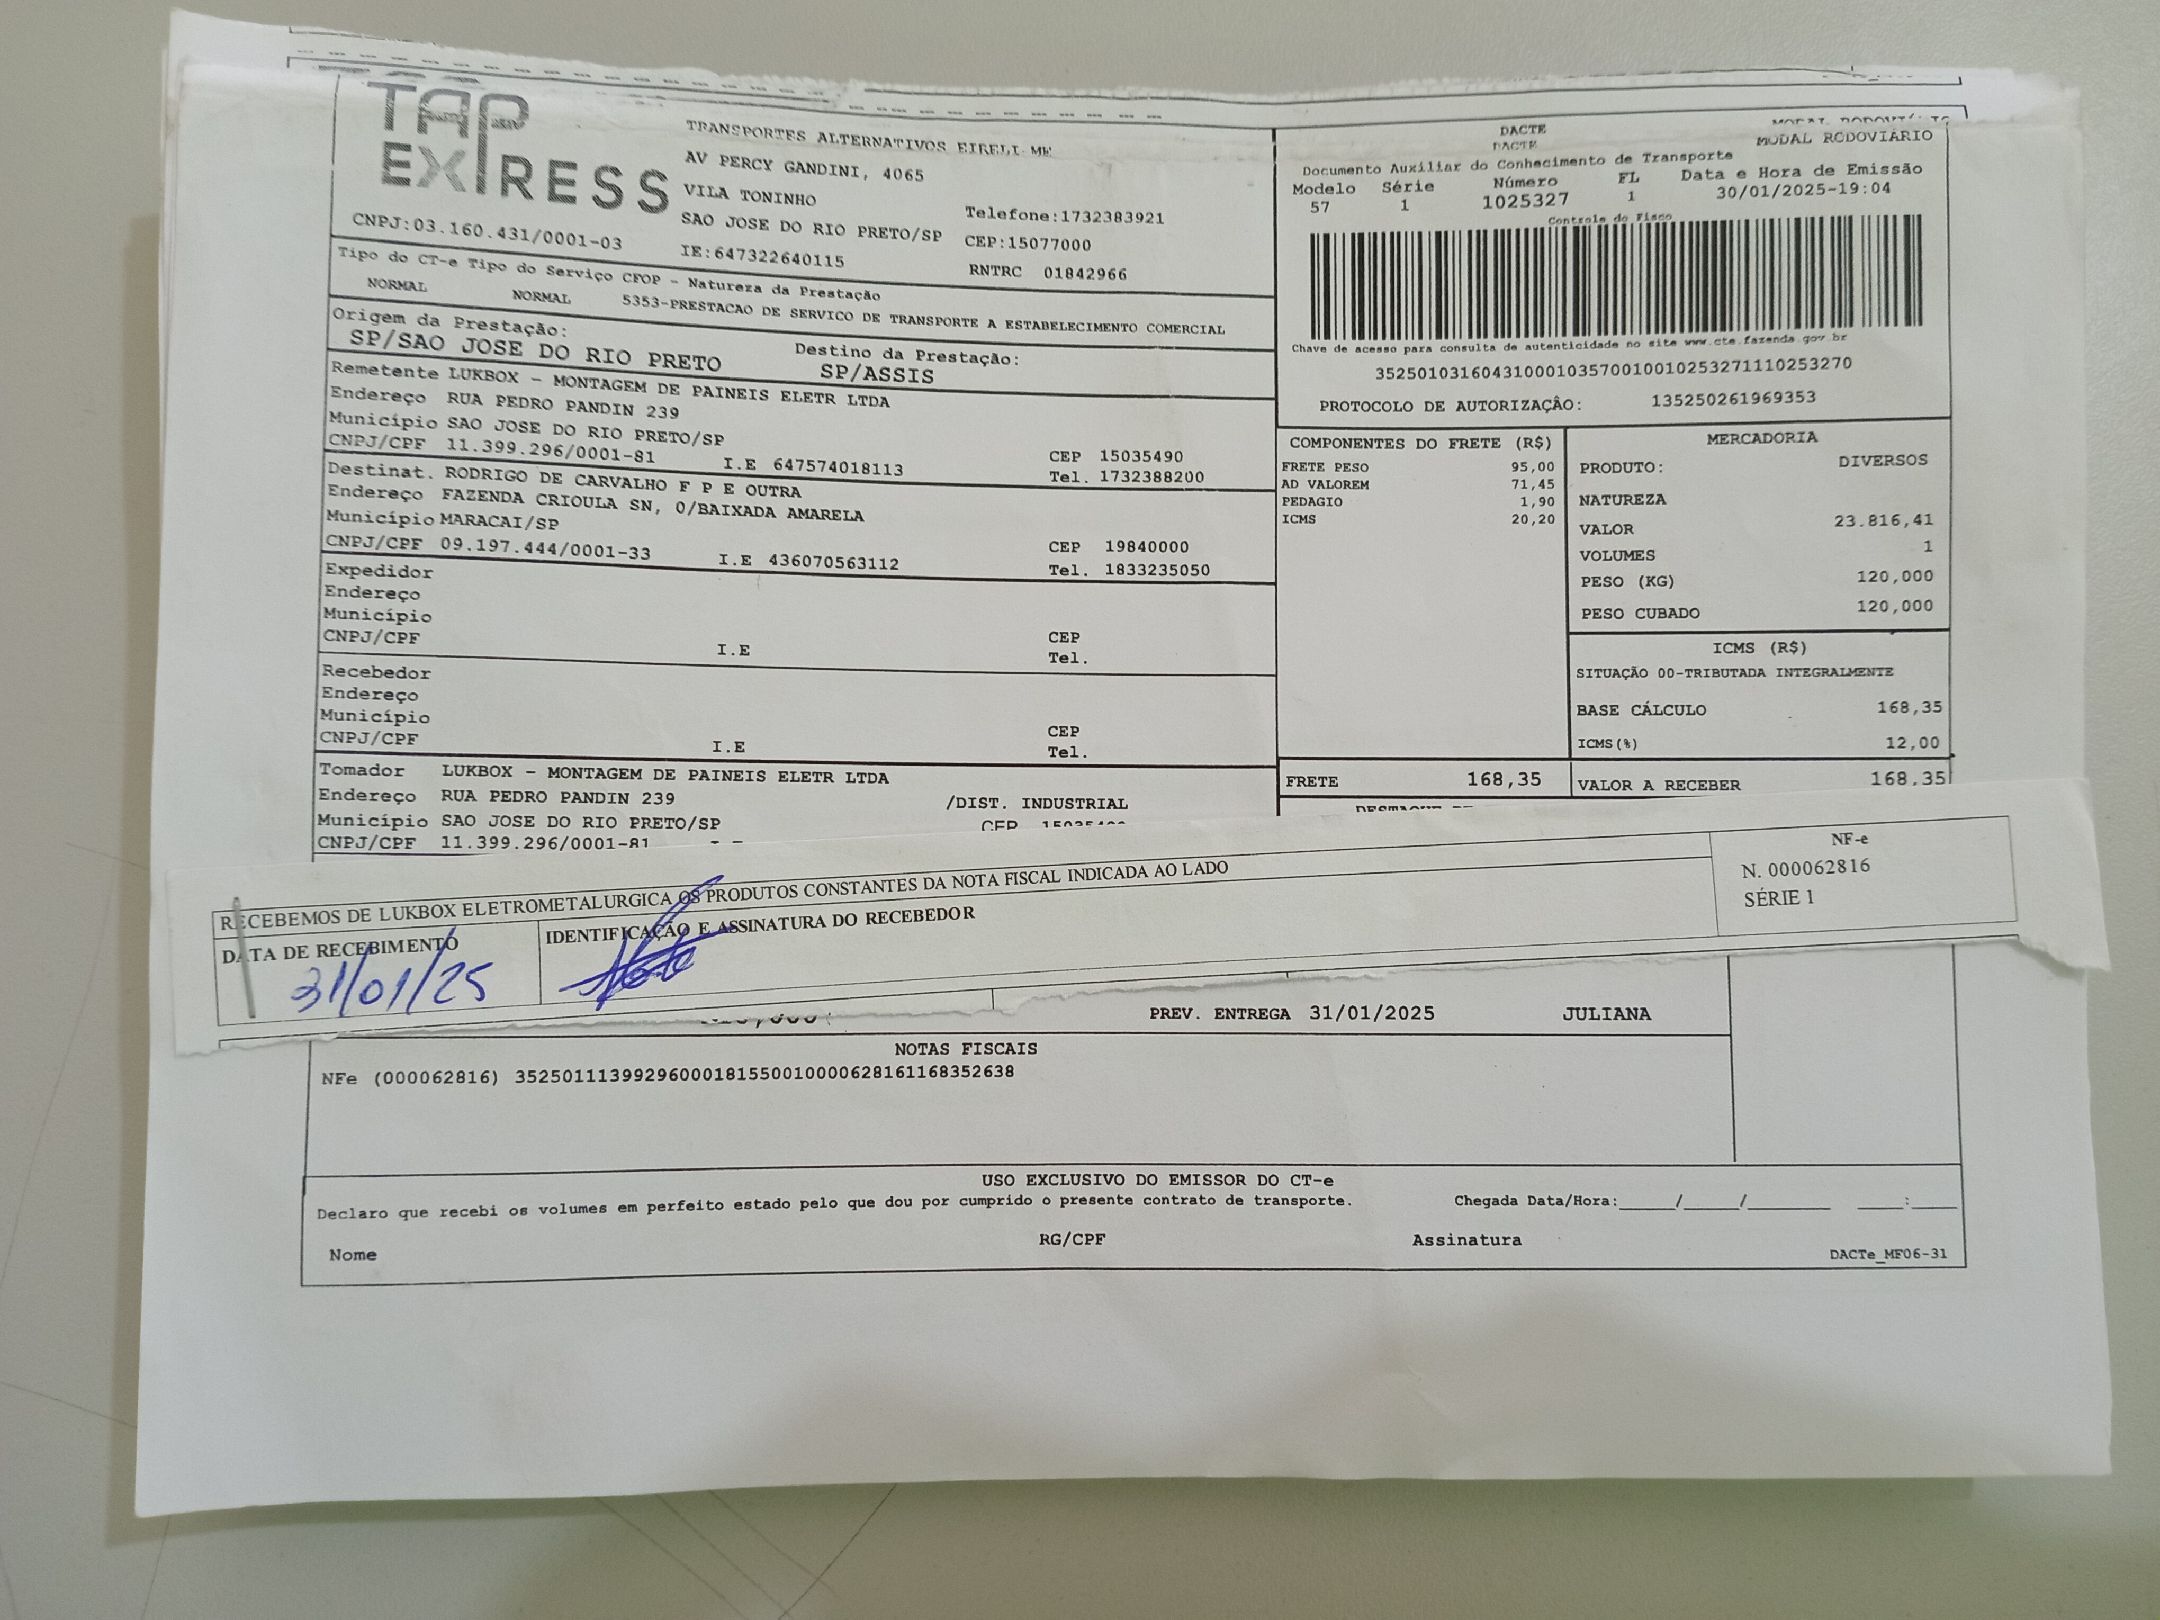 TAP EXPRESS
TRANSPORTES ALTERNATIVOS EIRELI-ME
AV PERCY GANDINI, 4065
VILA TONINHO
Telefone:1732383921
CNPJ:03.160.431/0001-03
SAO JOSE DO RIO PRETO/SP CEP:15077000
IE:647322640115 RNTRC 01842966
Tipo do CT-e Tipo do Serviço CFOP - Natureza da Prestação
NORMAL NORMAL 5353-PRESTACAO DE SERVICO DE TRANSPORTE A ESTABELECIMENTO COMERCIAL
Origem da Prestação:
SP/SAO JOSE DO RIO PRETO
Destino da Prestação:
SP/ASSIS
Remetente LUKBOX - MONTAGEM DE PAINEIS ELETR LTDA
Endereço RUA PEDRO PANDIN 239
Município SAO JOSE DO RIO PRETO/SP CEP 15035490
CNPJ/CPF 11.399.296/0001-81 I.E 647574018113 Tel. 1732388200
Destinat. RODRIGO DE CARVALHO F P E OUTRA
Endereço FAZENDA CRIOULA SN, 0/BAIXADA AMARELA
Município MARACAI/SP CEP 19840000
CNPJ/CPF 09.197.444/0001-33 I.E 436070563112 Tel. 1833235050
Expedidor
Endereço
Município CEP
CNPJ/CPF I.E Tel.
Recebedor
Endereço
Município CEP
CNPJ/CPF I.E Tel.
Tomador LUKBOX - MONTAGEM DE PAINEIS ELETR LTDA
Endereço RUA PEDRO PANDIN 239 /DIST. INDUSTRIAL
Município SAO JOSE DO RIO PRETO/SP CEP
CNPJ/CPF 11.399.296/0001-81
DACTE
DACTE
MODAL RODOVIÁRIO
Documento Auxiliar do Conhecimento de Transporte
Modelo Série Número FL Data e Hora de Emissão
57 1 1025327 1 30/01/2025-19:04
Controle do Fisco
Chave de acesso para consulta de autenticidade no site www.cte.fazenda.gov.br
35250103160431000103570010010253271110253270
PROTOCOLO DE AUTORIZAÇÂO: 135250261969353
COMPONENTES DO FRETE (R$)
FRETE PESO 95,00
AD VALOREM 71,45
PEDAGIO 1,90
ICMS 20,20
MERCADORIA
PRODUTO: DIVERSOS
NATUREZA
VALOR 23.816,41
VOLUMES 1
PESO (KG) 120,000
PESO CUBADO 120,000
ICMS (R$)
SITUAÇÃO 00-TRIBUTADA INTEGRALMENTE
BASE CÁLCULO 168,35
ICMS(%) 12,00
FRETE 168,35
VALOR A RECEBER 168,35
RECEBEMOS DE LUKBOX ELETROMETALURGICA OS PRODUTOS CONSTANTES DA NOTA FISCAL INDICADA AO LADO
DATA DE RECEBIMENTO
31/01/25
IDENTIFICAÇÃO E ASSINATURA DO RECEBEDOR
NF-e
N. 000062816
SÉRIE 1
PREV. ENTREGA 31/01/2025 JULIANA
NOTAS FISCAIS
NFe (000062816) 35250111399296000181550010000628161168352638
USO EXCLUSIVO DO EMISSOR DO CT-e
Declaro que recebi os volumes em perfeito estado pelo que dou por cumprido o presente contrato de transporte. Chegada Data/Hora:_____/_____/_______ ____:____
Nome RG/CPF Assinatura
DACTe_MF06-31